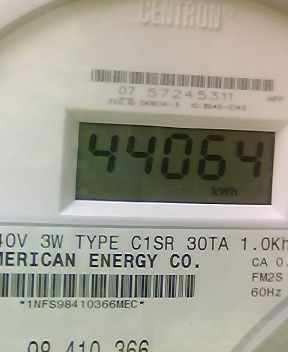 CENTRON®
07 57245311
44064
kWh
40V 3W TYPE C1SR 30TA 1.0Kh
MERICAN ENERGY CO.
CA 0.
FM2S
60Hz
*1NFS98410366MEC*
98 410 366